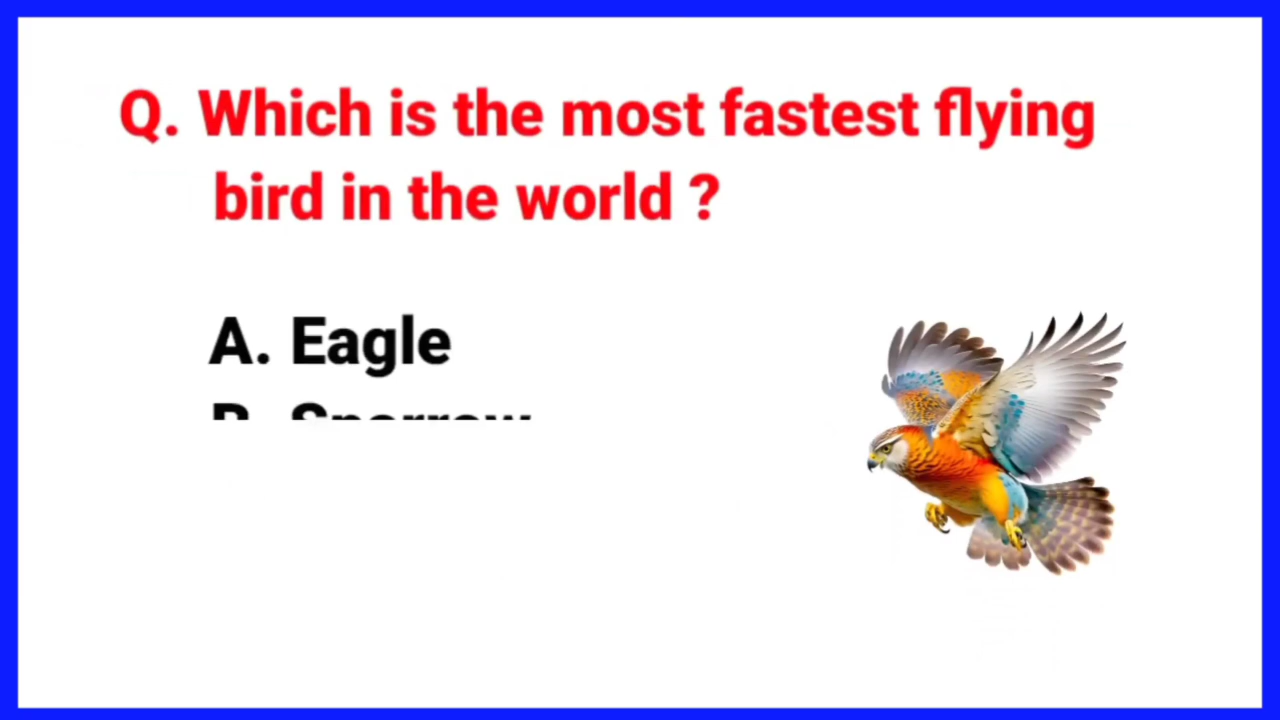 Q. Which is the most fastest flying
bird in the world ?
A. Eagle
B. Sparrow